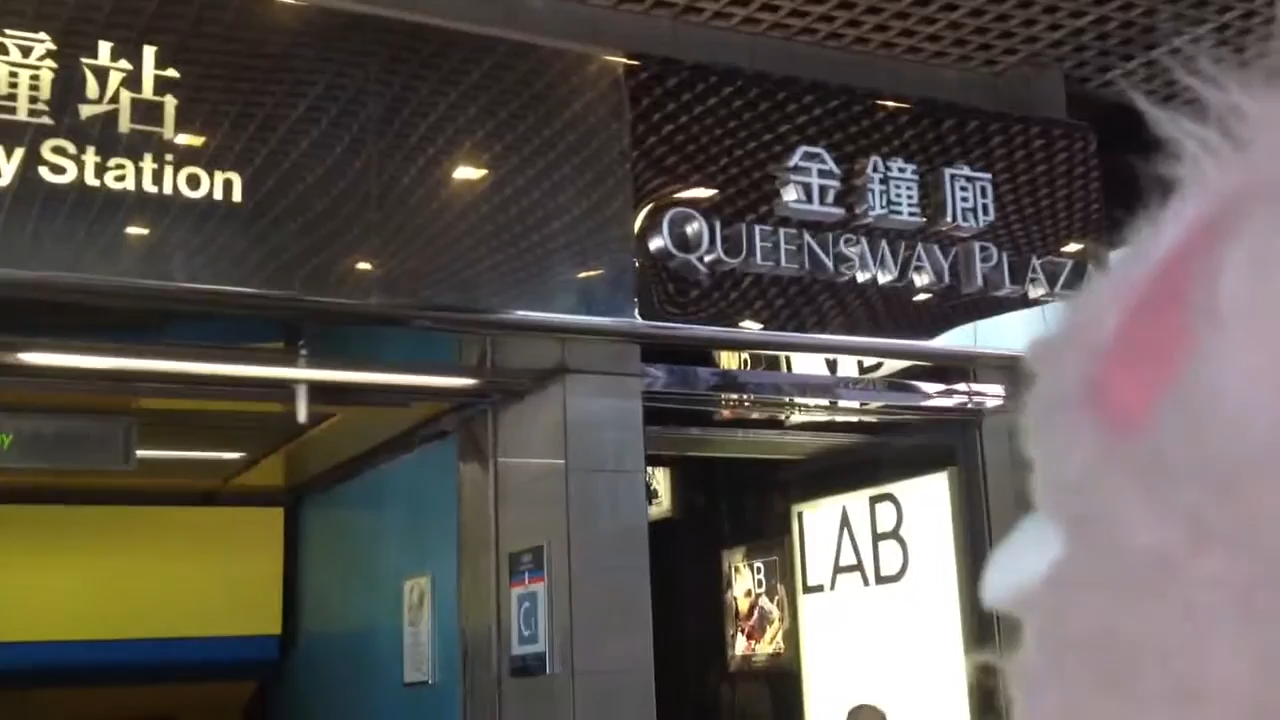 鐘站
y Station
金鐘廊
QUEENSWAY PLAZ
LAB
B
C1